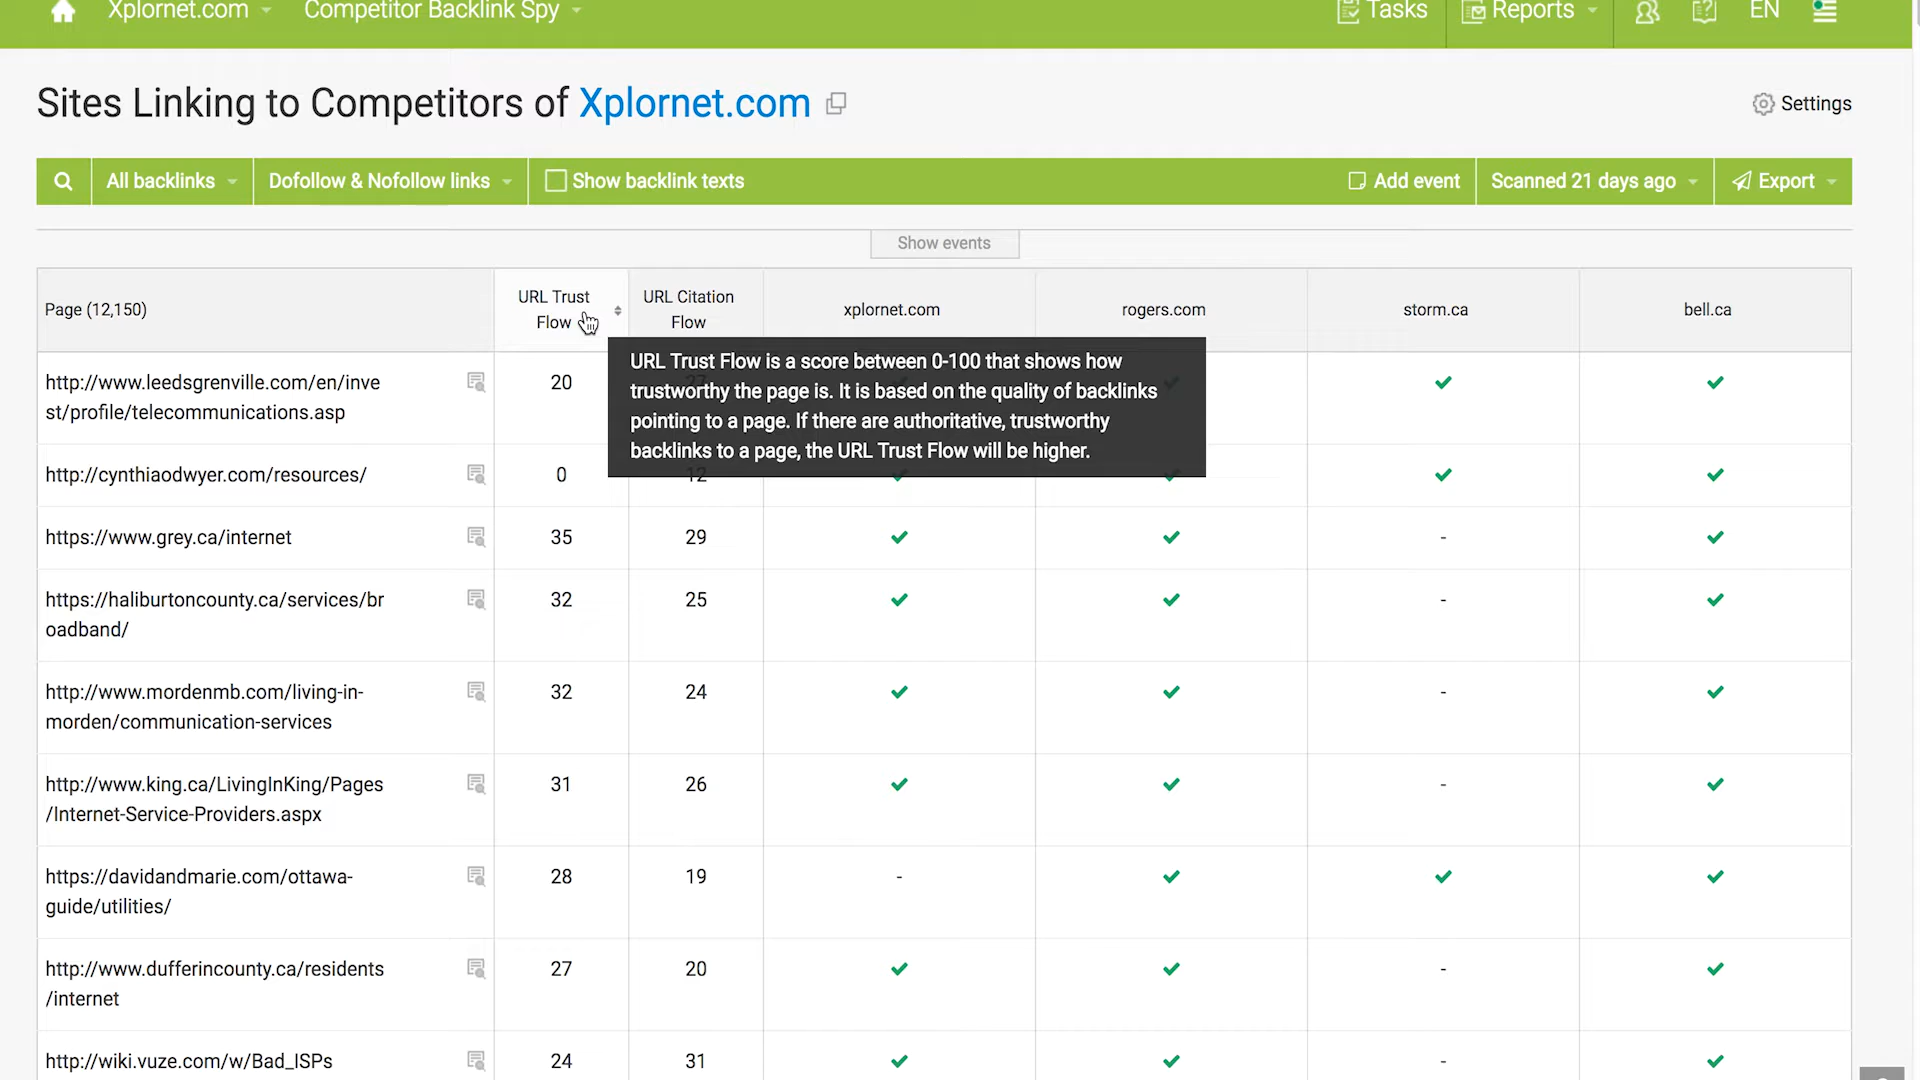 Xplornet.com Competitor Backlink Spy Tasks Reports EN
Sites Linking to Competitors of Xplornet.com Settings
All backlinks Dofollow & Nofollow links Show backlink texts Add event Scanned 21 days ago Export
Show events
Page (12,150) URL Trust Flow URL Citation Flow xplornet.com rogers.com storm.ca bell.ca
URL Trust Flow is a score between 0-100 that shows how
trustworthy the page is. It is based on the quality of backlinks
pointing to a page. If there are authoritative, trustworthy
backlinks to a page, the URL Trust Flow will be higher.
http://www.leedsgrenville.com/en/inve 20
st/profile/telecommunications.asp
http://cynthiaodwyer.com/resources/ 0 12
https://www.grey.ca/internet 35 29 -
https://haliburtoncounty.ca/services/br 32 25 -
oadband/
http://www.mordenmb.com/living-in- 32 24 -
morden/communication-services
http://www.king.ca/LivingInKing/Pages 31 26 -
/Internet-Service-Providers.aspx
https://davidandmarie.com/ottawa- 28 19 -
guide/utilities/
http://www.dufferincounty.ca/residents 27 20 -
/internet
http://wiki.vuze.com/w/Bad_ISPs 24 31 -